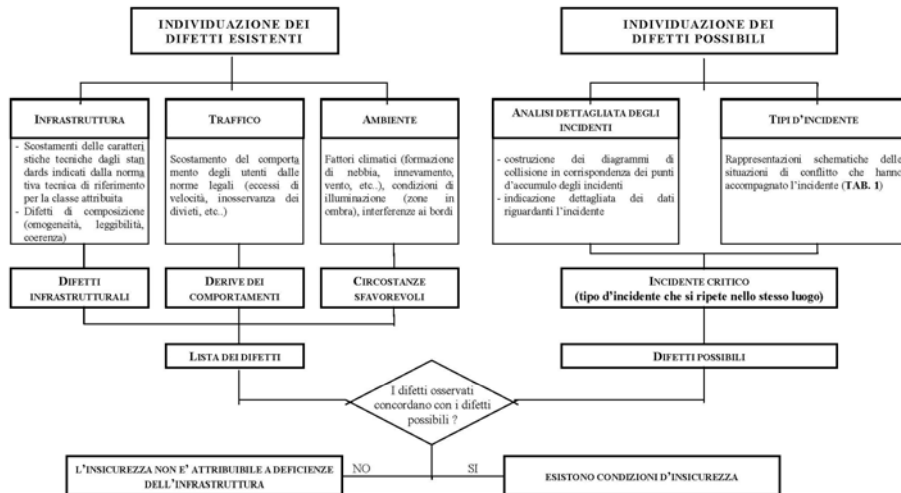 INDIVIDUAZIONE DEI
DIFETTI ESISTENTI
INDIVIDUAZIONE DEI
DIFETTI POSSIBILI
INFRASTRUTTURA
- Scostamenti delle caratteri
stiche tecniche dagli stan
dards indicati dalla norma
tiva tecnica di riferimento
per la classe attribuita
- Difetti di composizione
(omogeneità, leggibilità,
coerenza)
TRAFFICO
Scostamento del comporta
mento degli utenti dalle
norme legali (eccessi di
velocità, inosservanza dei
divieti, etc..)
AMBIENTE
Fattori climatici (formazione
di nebbia, innevamento,
vento, etc..), condizioni di
illuminazione (zone in
ombra), interferenze ai bordi
ANALISI DETTAGLIATA DEGLI
INCIDENTI
- costruzione dei diagrammi di
collisione in corrispondenza dei punti
d'accumulo degli incidenti
- indicazione dettagliata dei dati
riguardanti l'incidente
TIPI D'INCIDENTE
Rappresentazioni schematiche delle
situazioni di conflitto che hanno
accompagnato l'incidente (TAB. 1)
DIFETTI
INFRASTRUTTURALI
DERIVE DEI
COMPORTAMENTI
CIRCOSTANZE
SFAVOREVOLI
INCIDENTE CRITICO
(tipo d'incidente che si ripete nello stesso luogo)
LISTA DEI DIFETTI
DIFETTI POSSIBILI
I difetti osservati
concordano con i difetti
possibili ?
NO
SI
L'INSICUREZZA NON E' ATTRIBUIBILE A DEFICIENZE
DELL'INFRASTRUTTURA
ESISTONO CONDIZIONI D'INSICUREZZA